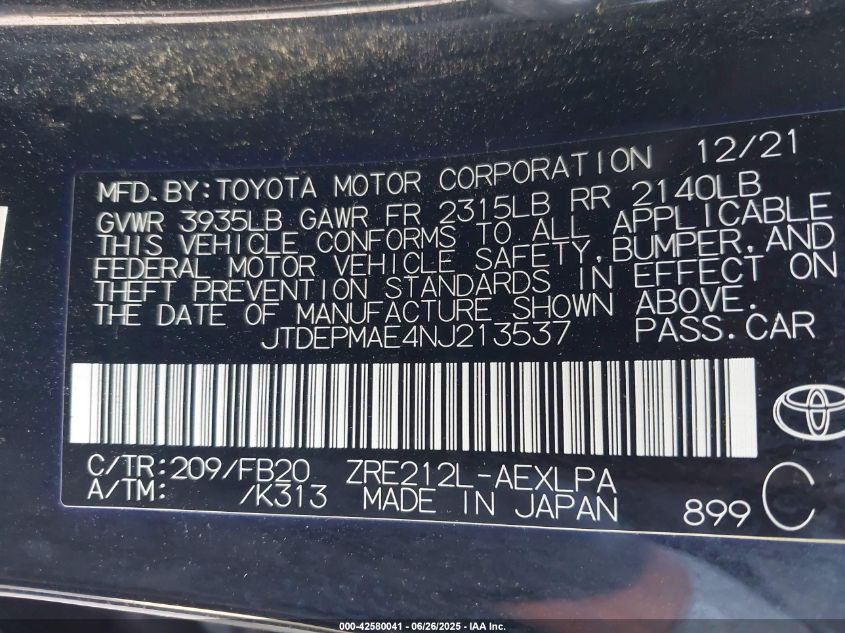 MFD.BY:TOYOTA MOTOR CORPORATION 12/21
GVWR 3935LB GAWR FR 2315LB RR 2140LB
THIS VEHICLE CONFORMS TO ALL APPLICABLE
FEDERAL MOTOR VEHICLE SAFETY,BUMPER,AND
THEFT PREVENTION STANDARDS IN EFFECT ON
THE DATE OF MANUFACTURE SHOWN ABOVE.
JTDEPMAE4NJ213537 PASS.CAR
C/TR:209/FB20 ZRE212L-AEXLPA
A/TM: /K313 MADE IN JAPAN 899 C
000-42580041 - 06/26/2025 - IAA Inc.